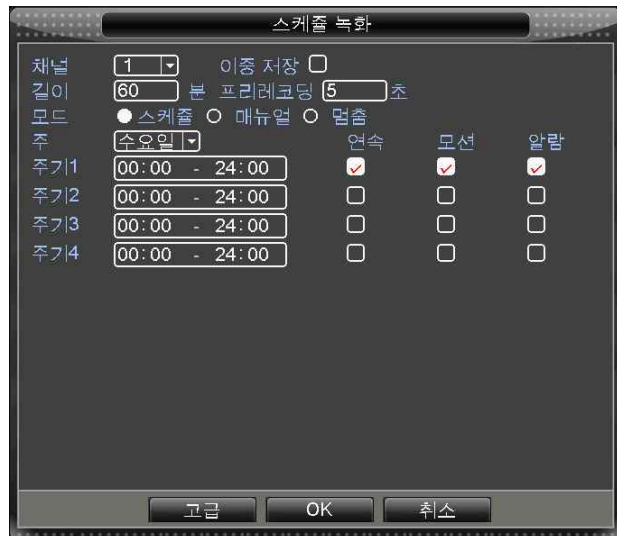 스케쥴 녹화
채널 1 이중 저장
길이 60 분 프리레코딩 5 초
모드 스케쥴 매뉴얼 멈춤
주 수요일 연속 모션 알람
주기1 00:00 - 24:00
주기2 00:00 - 24:00
주기3 00:00 - 24:00
주기4 00:00 - 24:00
고급 OK 취소